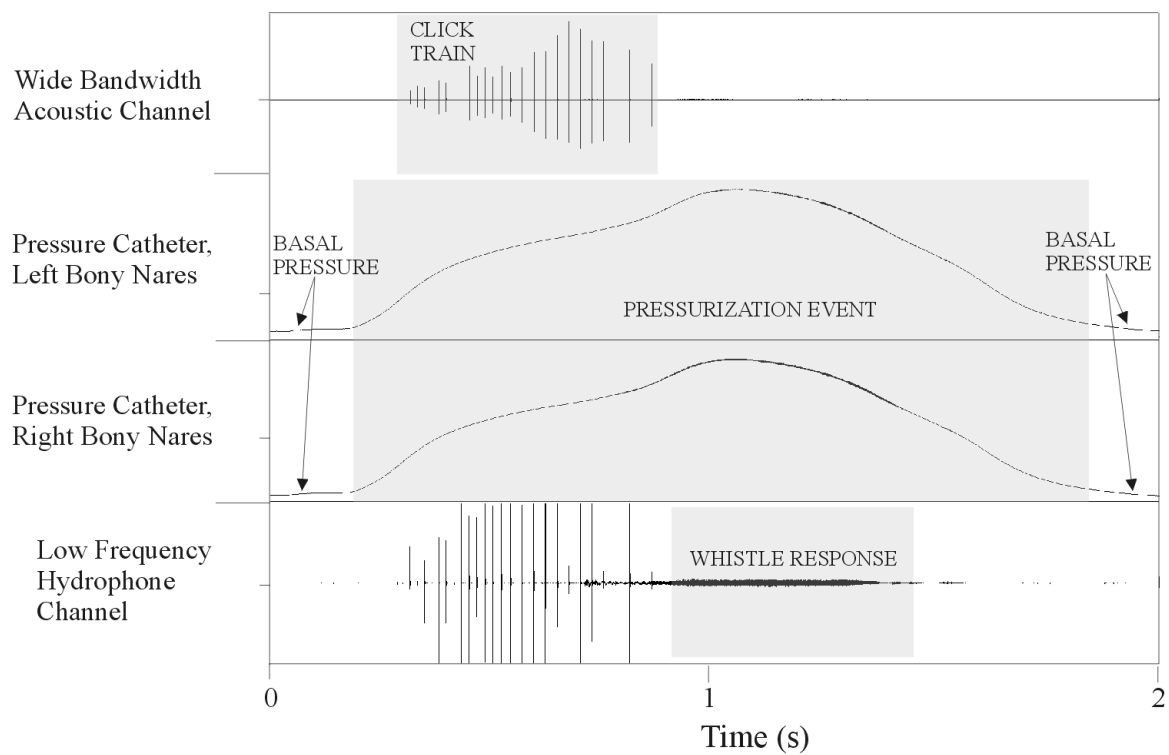 CLICK
TRAIN
Wide Bandwidth
Acoustic Channel
Pressure Catheter,
Left Bony Nares
BASAL
PRESSURE
BASAL
PRESSURE
PRESSURIZATION EVENT
Pressure Catheter,
Right Bony Nares
Low Frequency
Hydrophone
Channel
WHISTLE RESPONSE
0
1
2
Time (s)